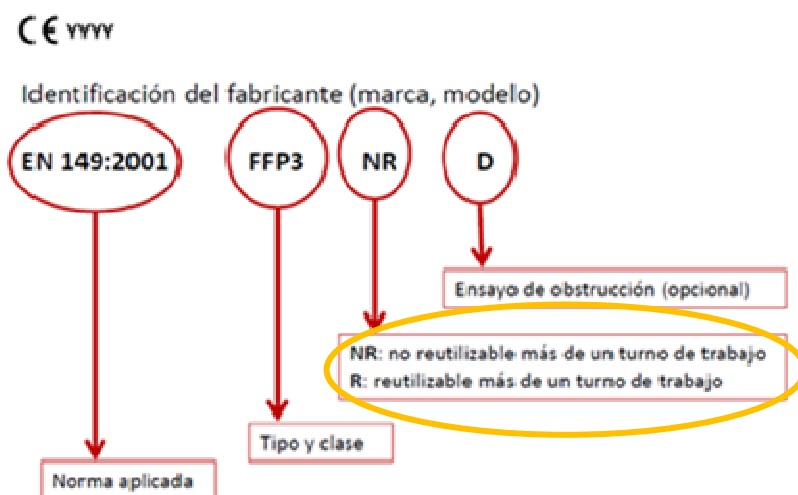 CE YYYY
Identificación del fabricante (marca, modelo)
EN 149:2001 FFP3 NR D
Ensayo de obstrucción (opcional)
NR: no reutilizable más de un turno de trabajo
R: reutilizable más de un turno de trabajo
Tipo y clase
Norma aplicada